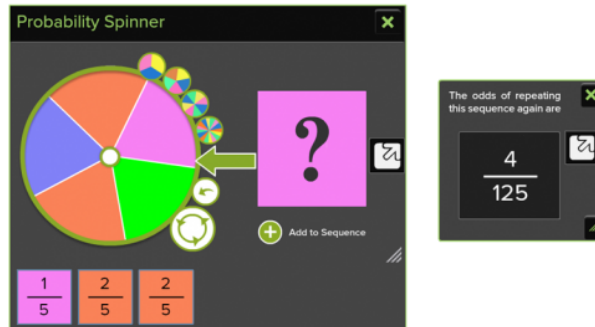 Probability Spinner
?
Add to Sequence
1
5
2
5
2
5
The odds of repeating
this sequence again are
4
125